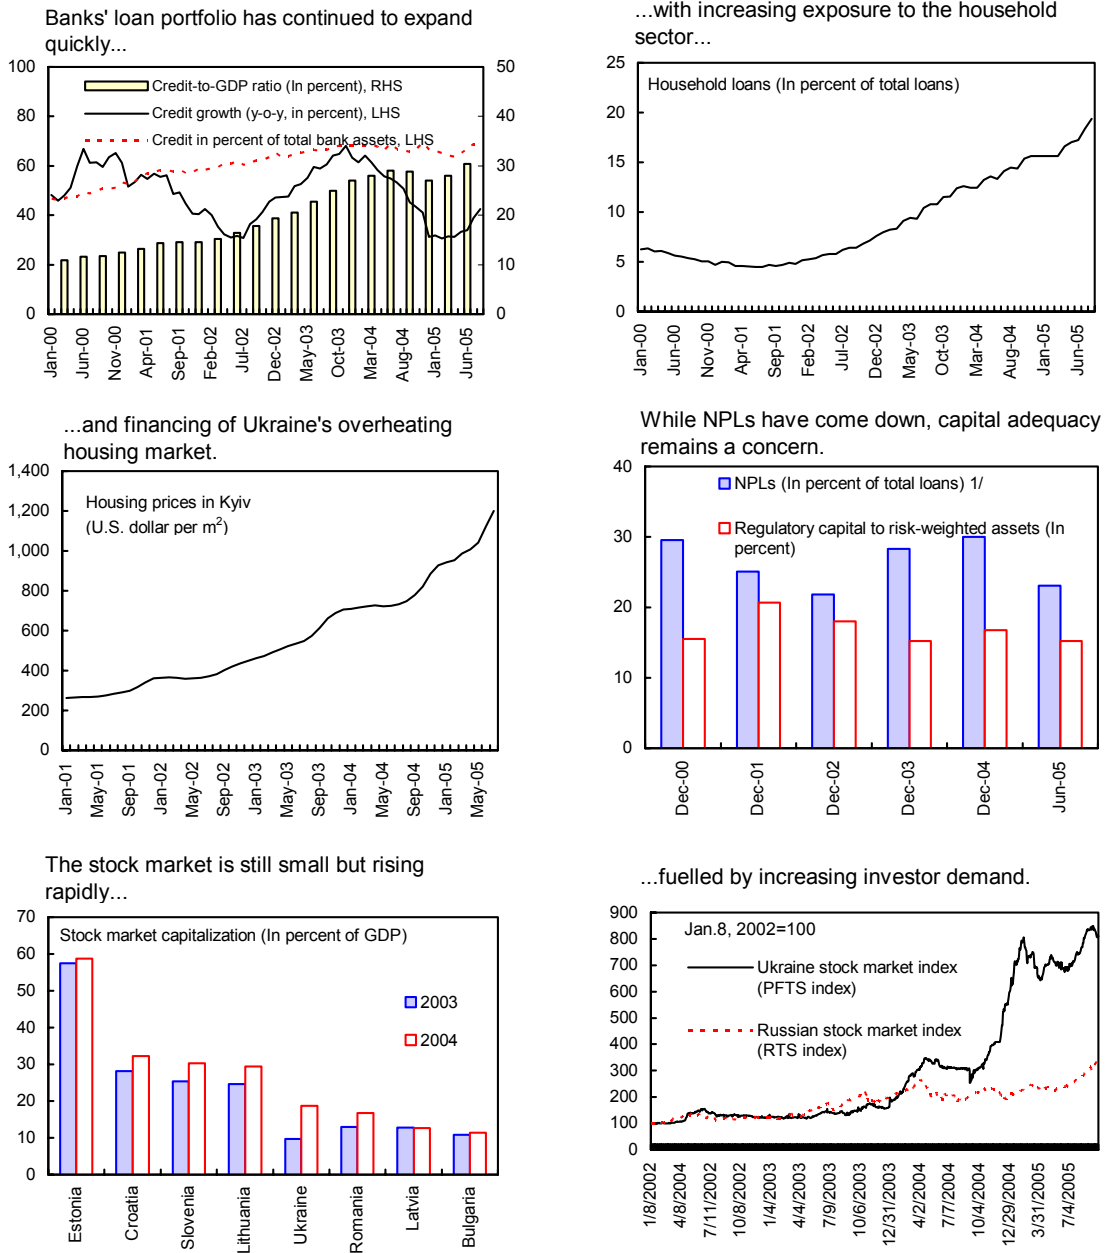 Banks' loan portfolio has continued to expand
quickly...
100
80
60
40
20
0
50
40
30
20
10
0
Credit-to-GDP ratio (In percent), RHS
Credit growth (y-o-y, in percent), LHS
Credit in percent of total bank assets, LHS
Jan-00
Jun-00
Nov-00
Apr-01
Sep-01
Feb-02
Jul-02
Dec-02
May-03
Oct-03
Mar-04
Aug-04
Jan-05
Jun-05
...with increasing exposure to the household
sector...
25
20
15
10
5
0
Household loans (In percent of total loans)
Jan-00
Jun-00
Nov-00
Apr-01
Sep-01
Feb-02
Jul-02
Dec-02
May-03
Oct-03
Mar-04
Aug-04
Jan-05
Jun-05
...and financing of Ukraine's overheating
housing market.
1,400
1,200
1,000
800
600
400
200
0
Housing prices in Kyiv
(U.S. dollar per m2)
Jan-01
May-01
Sep-01
Jan-02
May-02
Sep-02
Jan-03
May-03
Sep-03
Jan-04
May-04
Sep-04
Jan-05
May-05
While NPLs have come down, capital adequacy
remains a concern.
40
30
20
10
0
NPLs (In percent of total loans) 1/
Regulatory capital to risk-weighted assets (In
percent)
Dec-00
Dec-01
Dec-02
Dec-03
Dec-04
Jun-05
The stock market is still small but rising
rapidly...
70
60
50
40
30
20
10
0
Stock market capitalization (In percent of GDP)
2003
2004
Estonia
Croatia
Slovenia
Lithuania
Ukraine
Romania
Latvia
Bulgaria
...fuelled by increasing investor demand.
900
800
700
600
500
400
300
200
100
0
Jan.8, 2002=100
Ukraine stock market index
(PFTS index)
Russian stock market index
(RTS index)
1/8/2002
4/8/2004
7/11/2002
10/8/2002
1/4/2003
4/4/2003
7/9/2003
10/6/2003
12/31/2003
4/2/2004
7/7/2004
10/4/2004
12/29/2004
3/31/2005
7/4/2005